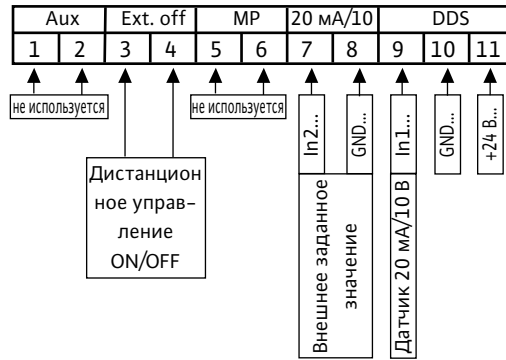 Aux Ext. off MP 20 мА/10 DDS
1 2 3 4 5 6 7 8 9 10 11
не используется не используется
In2... GND... In1... GND... +24 В...
Дистанцион
ное управ-
ление
ON/OFF
Внешнее заданное
значение
Датчик 20 мА/10 В